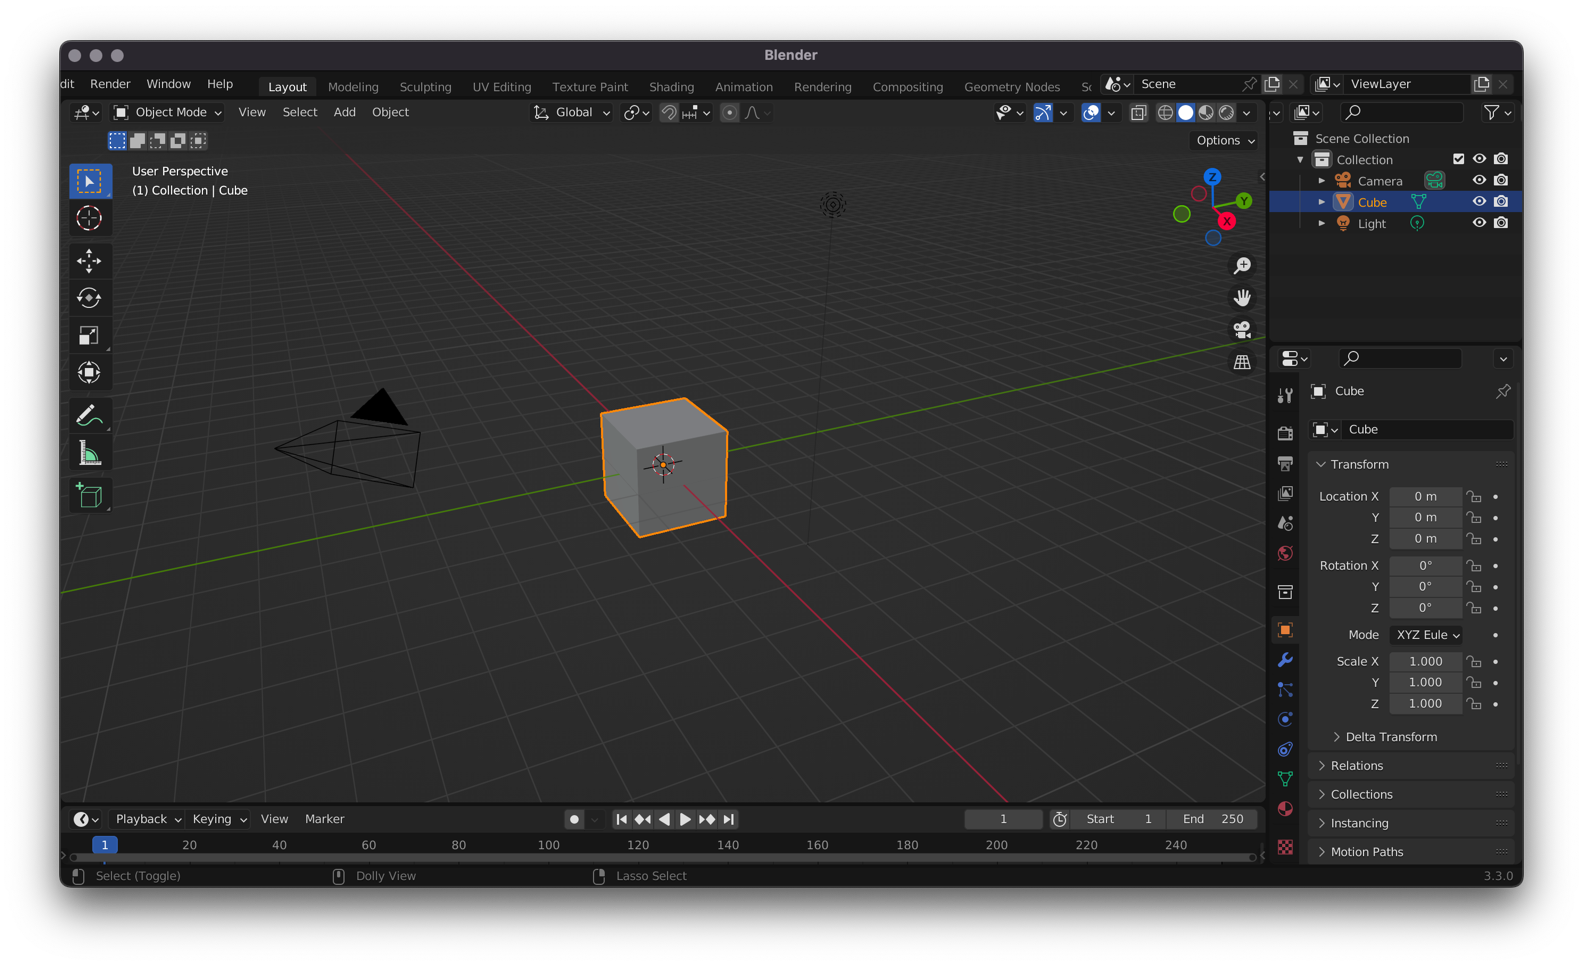 Blender
dit Render Window Help Layout Modeling Sculpting UV Editing Texture Paint Shading Animation Rendering Compositing Geometry Nodes Sc Scene ViewLayer
Object Mode View Select Add Object Global
Options
User Perspective
(1) Collection | Cube
Z
Y
X
Scene Collection
Collection
Camera
Cube
Light
Cube
Cube
Transform
Location X 0 m
Y 0 m
Z 0 m
Rotation X 0°
Y 0°
Z 0°
Mode XYZ Eule
Scale X 1.000
Y 1.000
Z 1.000
Delta Transform
Relations
Collections
Instancing
Motion Paths
Playback Keying View Marker 1 Start 1 End 250
1 20 40 60 80 100 120 140 160 180 200 220 240
Select (Toggle) Dolly View Lasso Select 3.3.0